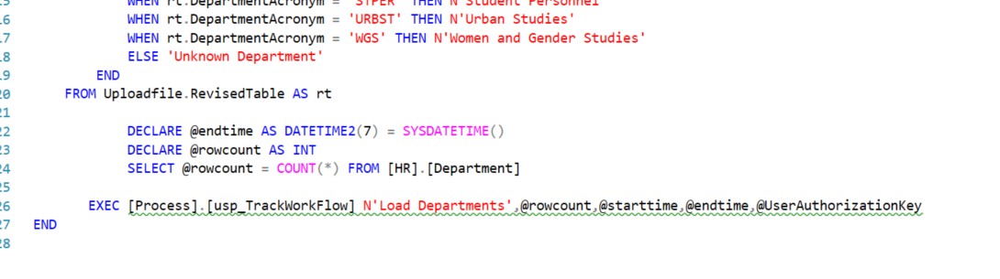 WHEN rt.DepartmentAcronym = 'STPER' THEN N'Student Personnel'
16 WHEN rt.DepartmentAcronym = 'URBST' THEN N'Urban Studies'
17 WHEN rt.DepartmentAcronym = 'WGS' THEN N'Women and Gender Studies'
18 ELSE 'Unknown Department'
19 END
20 FROM Uploadfile.RevisedTable AS rt
21
22 DECLARE @endtime AS DATETIME2(7) = SYSDATETIME()
23 DECLARE @rowcount AS INT
24 SELECT @rowcount = COUNT(*) FROM [HR].[Department]
25
26 EXEC [Process].[usp_TrackWorkFlow] N'Load Departments',@rowcount,@starttime,@endtime,@UserAuthorizationKey
27 END
28